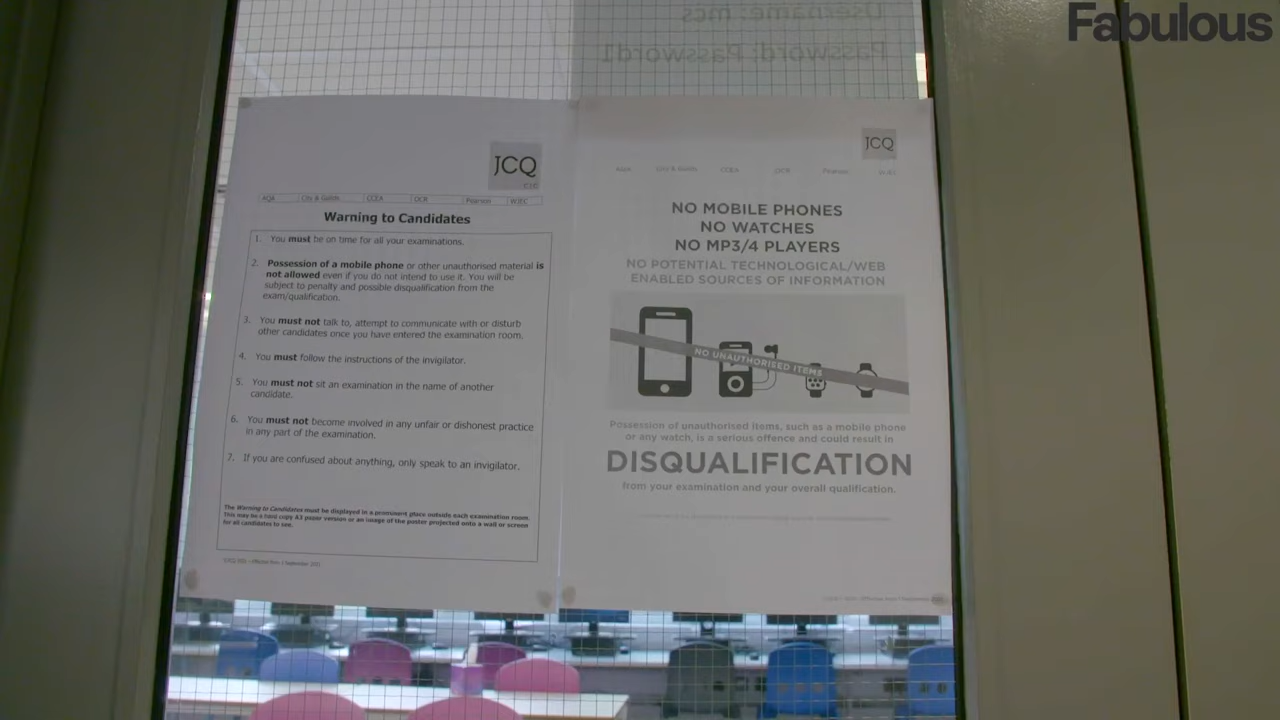 Fabulous
Username: mcs
Password: Password1
JCQ
AQA City & Guilds CCEA OCR Pearson WJEC
Warning to Candidates
1. You must be on time for all your examinations.
2. Possession of a mobile phone or other unauthorised material is
not allowed even if you do not intend to use it. You will be
subject to penalty and possible disqualification from the
exam/qualification.
3. You must not talk to, attempt to communicate with or disturb
other candidates once you have entered the examination room.
4. You must follow the instructions of the invigilator.
5. You must not sit an examination in the name of another
candidate.
6. You must not become involved in any unfair or dishonest practice
in any part of the examination.
7. If you are confused about anything, only speak to an invigilator.
The Warning to Candidates must be displayed in a prominent place outside each examination room.
This may be a hard copy A3 paper version or an image of the poster projected onto a wall or screen
for all candidates to see.
JCQ
AQA City & Guilds CCEA OCR Pearson WJEC
NO MOBILE PHONES
NO WATCHES
NO MP3/4 PLAYERS
NO POTENTIAL TECHNOLOGICAL/WEB
ENABLED SOURCES OF INFORMATION
NO UNAUTHORISED ITEMS
Possession of unauthorised items, such as a mobile phone
or any watch, is a serious offence and could result in
DISQUALIFICATION
from your examination and your overall qualification.